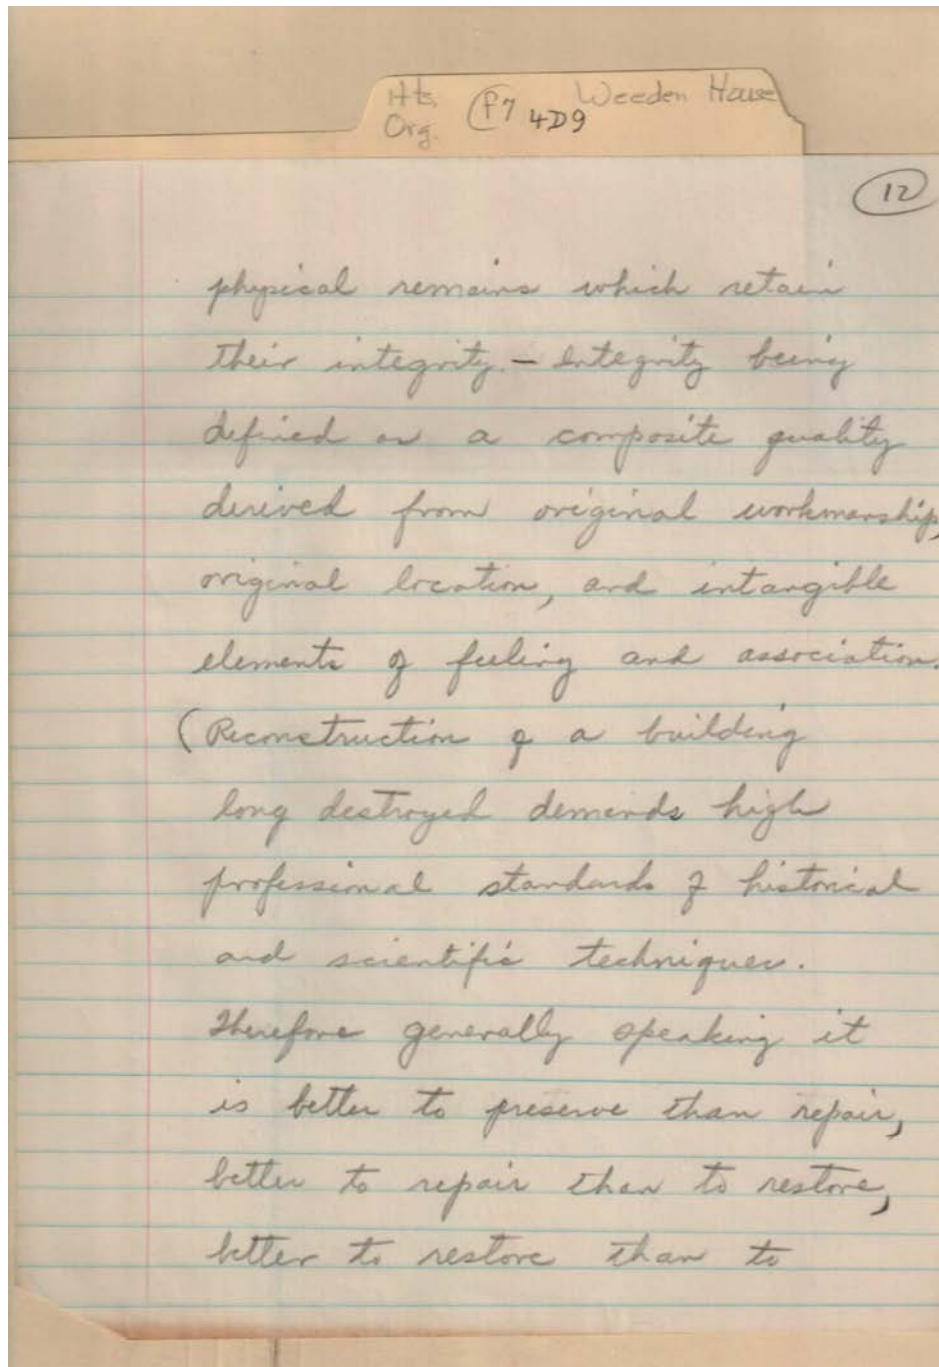 Hts. (F7 4D9 Weeden House
Org.
12
physical remains which retain
their integrity. – Integrity being
defined as a composite quality
derived from original workmanship,
original location, and intangible
elements of feeling and association.
(Reconstruction of a building
long destroyed demands high
professional standards of historical
and scientific techniques.
Therefore generally speaking it
is better to preserve than repair,
better to repair than to restore,
better to restore than to